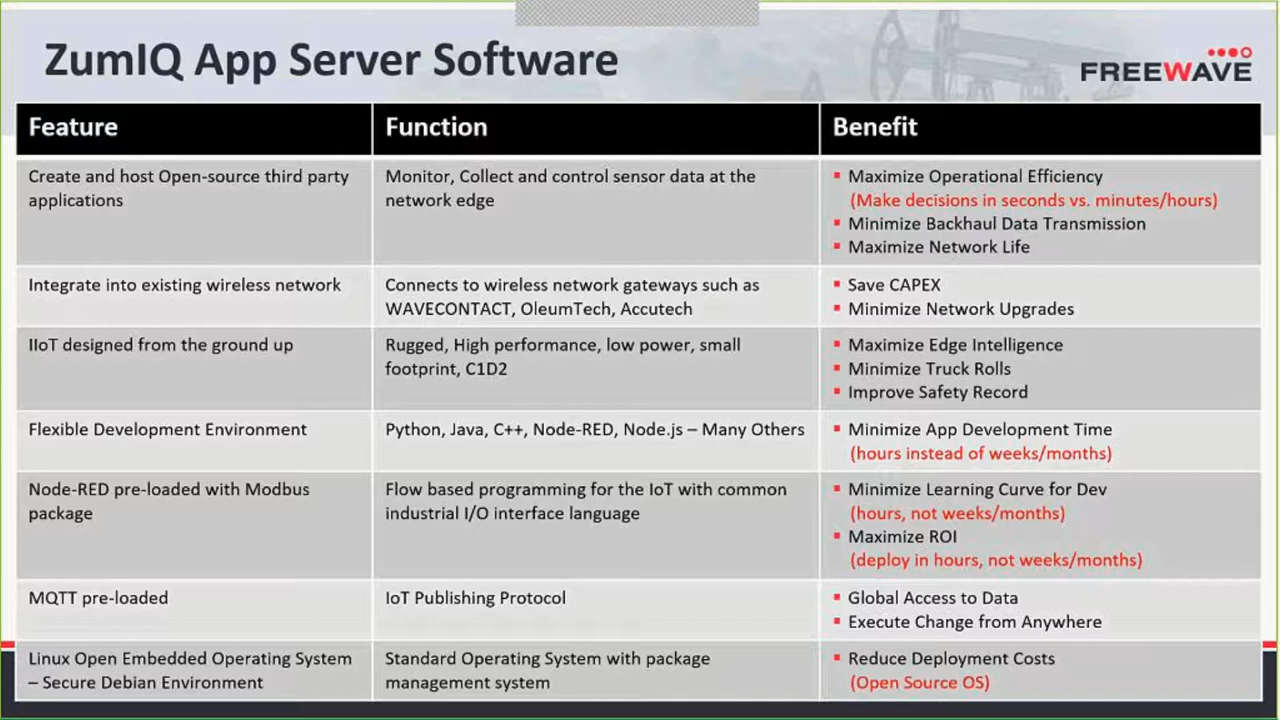 ZumIQ App Server Software
FREEWAVE
Feature
Function
Benefit
Create and host Open-source third party
applications
Monitor, Collect and control sensor data at the
network edge
▪ Maximize Operational Efficiency
(Make decisions in seconds vs. minutes/hours)
▪ Minimize Backhaul Data Transmission
▪ Maximize Network Life
Integrate into existing wireless network
Connects to wireless network gateways such as
WAVECONTACT, OleumTech, Accutech
▪ Save CAPEX
▪ Minimize Network Upgrades
IIoT designed from the ground up
Rugged, High performance, low power, small
footprint, C1D2
▪ Maximize Edge Intelligence
▪ Minimize Truck Rolls
▪ Improve Safety Record
Flexible Development Environment
Python, Java, C++, Node-RED, Node.js – Many Others
▪ Minimize App Development Time
(hours instead of weeks/months)
Node-RED pre-loaded with Modbus
package
Flow based programming for the IoT with common
industrial I/O interface language
▪ Minimize Learning Curve for Dev
(hours, not weeks/months)
▪ Maximize ROI
(deploy in hours, not weeks/months)
MQTT pre-loaded
IoT Publishing Protocol
▪ Global Access to Data
▪ Execute Change from Anywhere
Linux Open Embedded Operating System
– Secure Debian Environment
Standard Operating System with package
management system
▪ Reduce Deployment Costs
(Open Source OS)